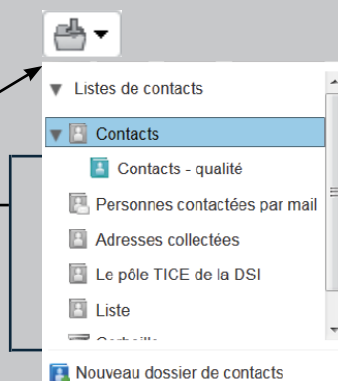 Listes de contacts
Contacts
Contacts - qualité
Personnes contactées par mail
Adresses collectées
Le pôle TICE de la DSI
Liste
Nouveau dossier de contacts